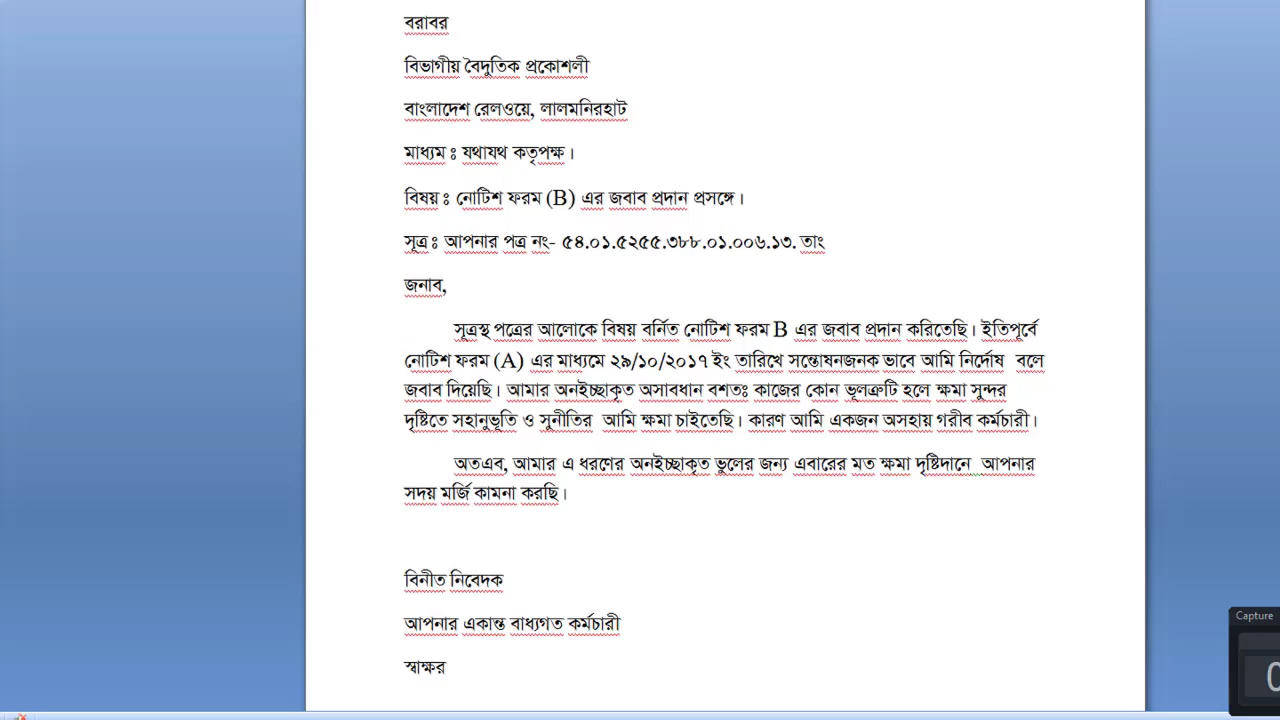 বরাবর
বিভাগীয় বৈদুতিক প্রকোশলী
বাংলাদেশ রেলওয়ে, লালমনিরহাট
মাধ্যম ঃ যথাযথ কতৃপক্ষ।
বিষয় ঃ নোটিশ ফরম (B) এর জবাব প্রদান প্রসঙ্গে।
সূত্র ঃ আপনার পত্র নং- ৫৪.০১.৫২৫৫.৩৮৮.০১.০০৬.১৩. তাং
জনাব,
সূত্রস্থ পত্রের আলোকে বিষয় বর্নিত নোটিশ ফরম B এর জবাব প্রদান করিতেছি। ইতিপূর্বে
নোটিশ ফরম (A) এর মাধ্যমে ২৯/১০/২০১৭ ইং তারিখে সন্তোষনজনক ভাবে আমি নির্দোষ বলে
জবাব দিয়েছি। আমার অনইচ্ছাকৃত অসাবধান বশতঃ কাজের কোন ভূলত্রুটি হলে ক্ষমা সুন্দর
দৃষ্টিতে সহানুভূতি ও সুনীতির আমি ক্ষমা চাইতেছি। কারণ আমি একজন অসহায় গরীব কর্মচারী।
অতএব, আমার এ ধরণের অনইচ্ছাকৃত ভুলের জন্য এবারের মত ক্ষমা দৃষ্টিদানে আপনার
সদয় মর্জি কামনা করছি।
বিনীত নিবেদক
আপনার একান্ত বাধ্যগত কর্মচারী
স্বাক্ষর
Capture